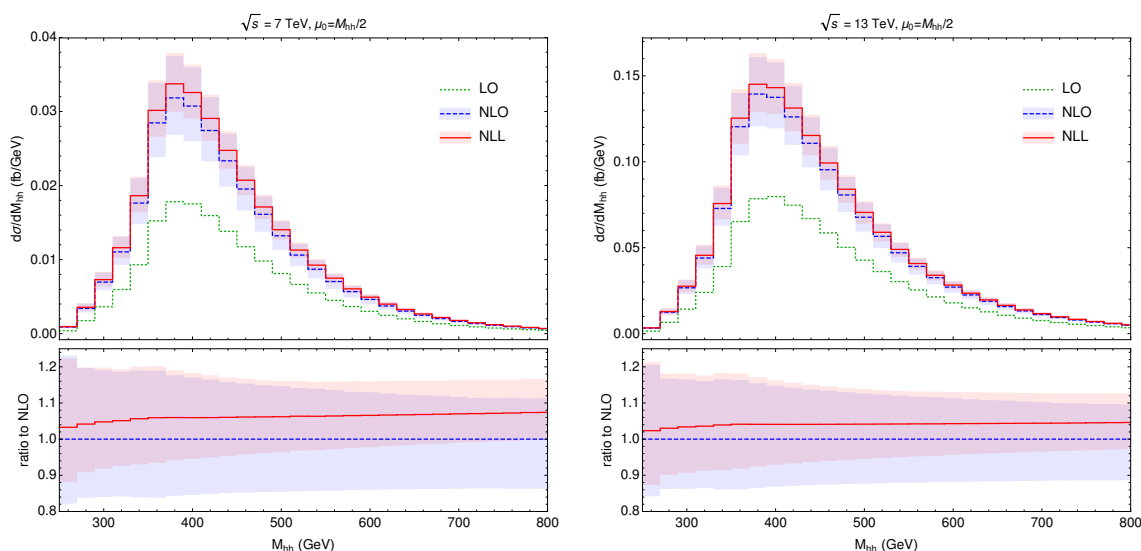 √s = 7 TeV, μ0=Mhh/2
0.04
0.03
0.02
0.01
0.00
dσ/dMhh (fb/GeV)
LO
NLO
NLL
1.2
1.1
1.0
0.9
0.8
ratio to NLO
300 400 500 600 700 800
Mhh (GeV)
√s = 13 TeV, μ0=Mhh/2
0.15
0.10
0.05
0.00
dσ/dMhh (fb/GeV)
LO
NLO
NLL
1.2
1.1
1.0
0.9
0.8
ratio to NLO
300 400 500 600 700 800
Mhh (GeV)